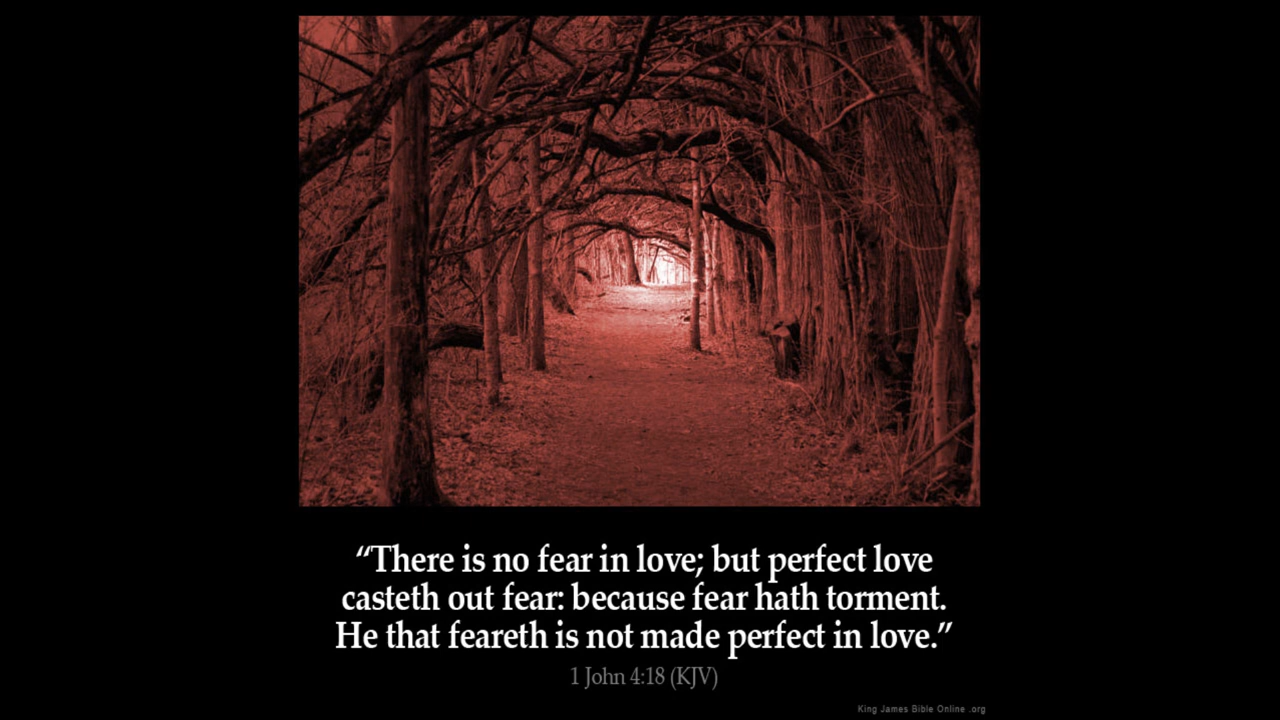 “There is no fear in love; but perfect love
casteth out fear: because fear hath torment.
He that feareth is not made perfect in love.”
1 John 4:18 (KJV)
King James Bible Online .org